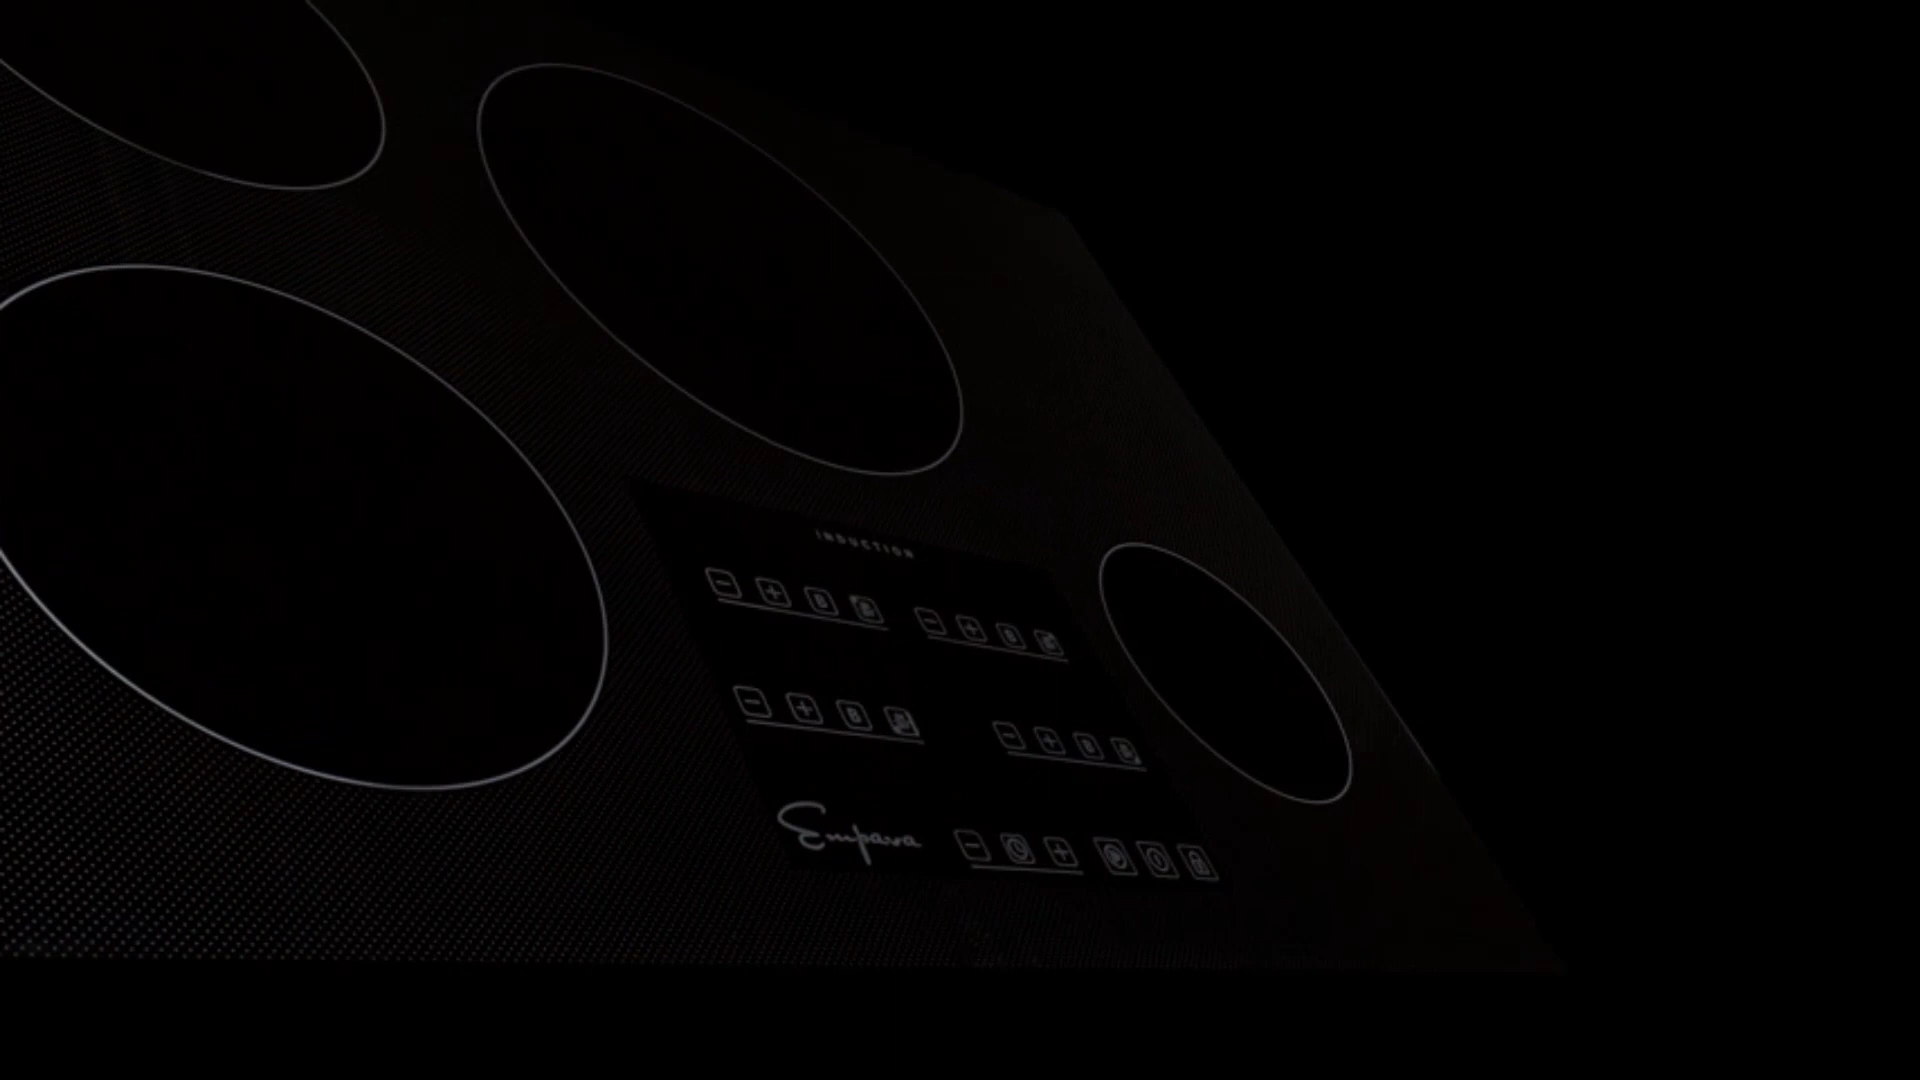 INDUCTION
− + B
− + B
− + B
− + B
Empava
− +